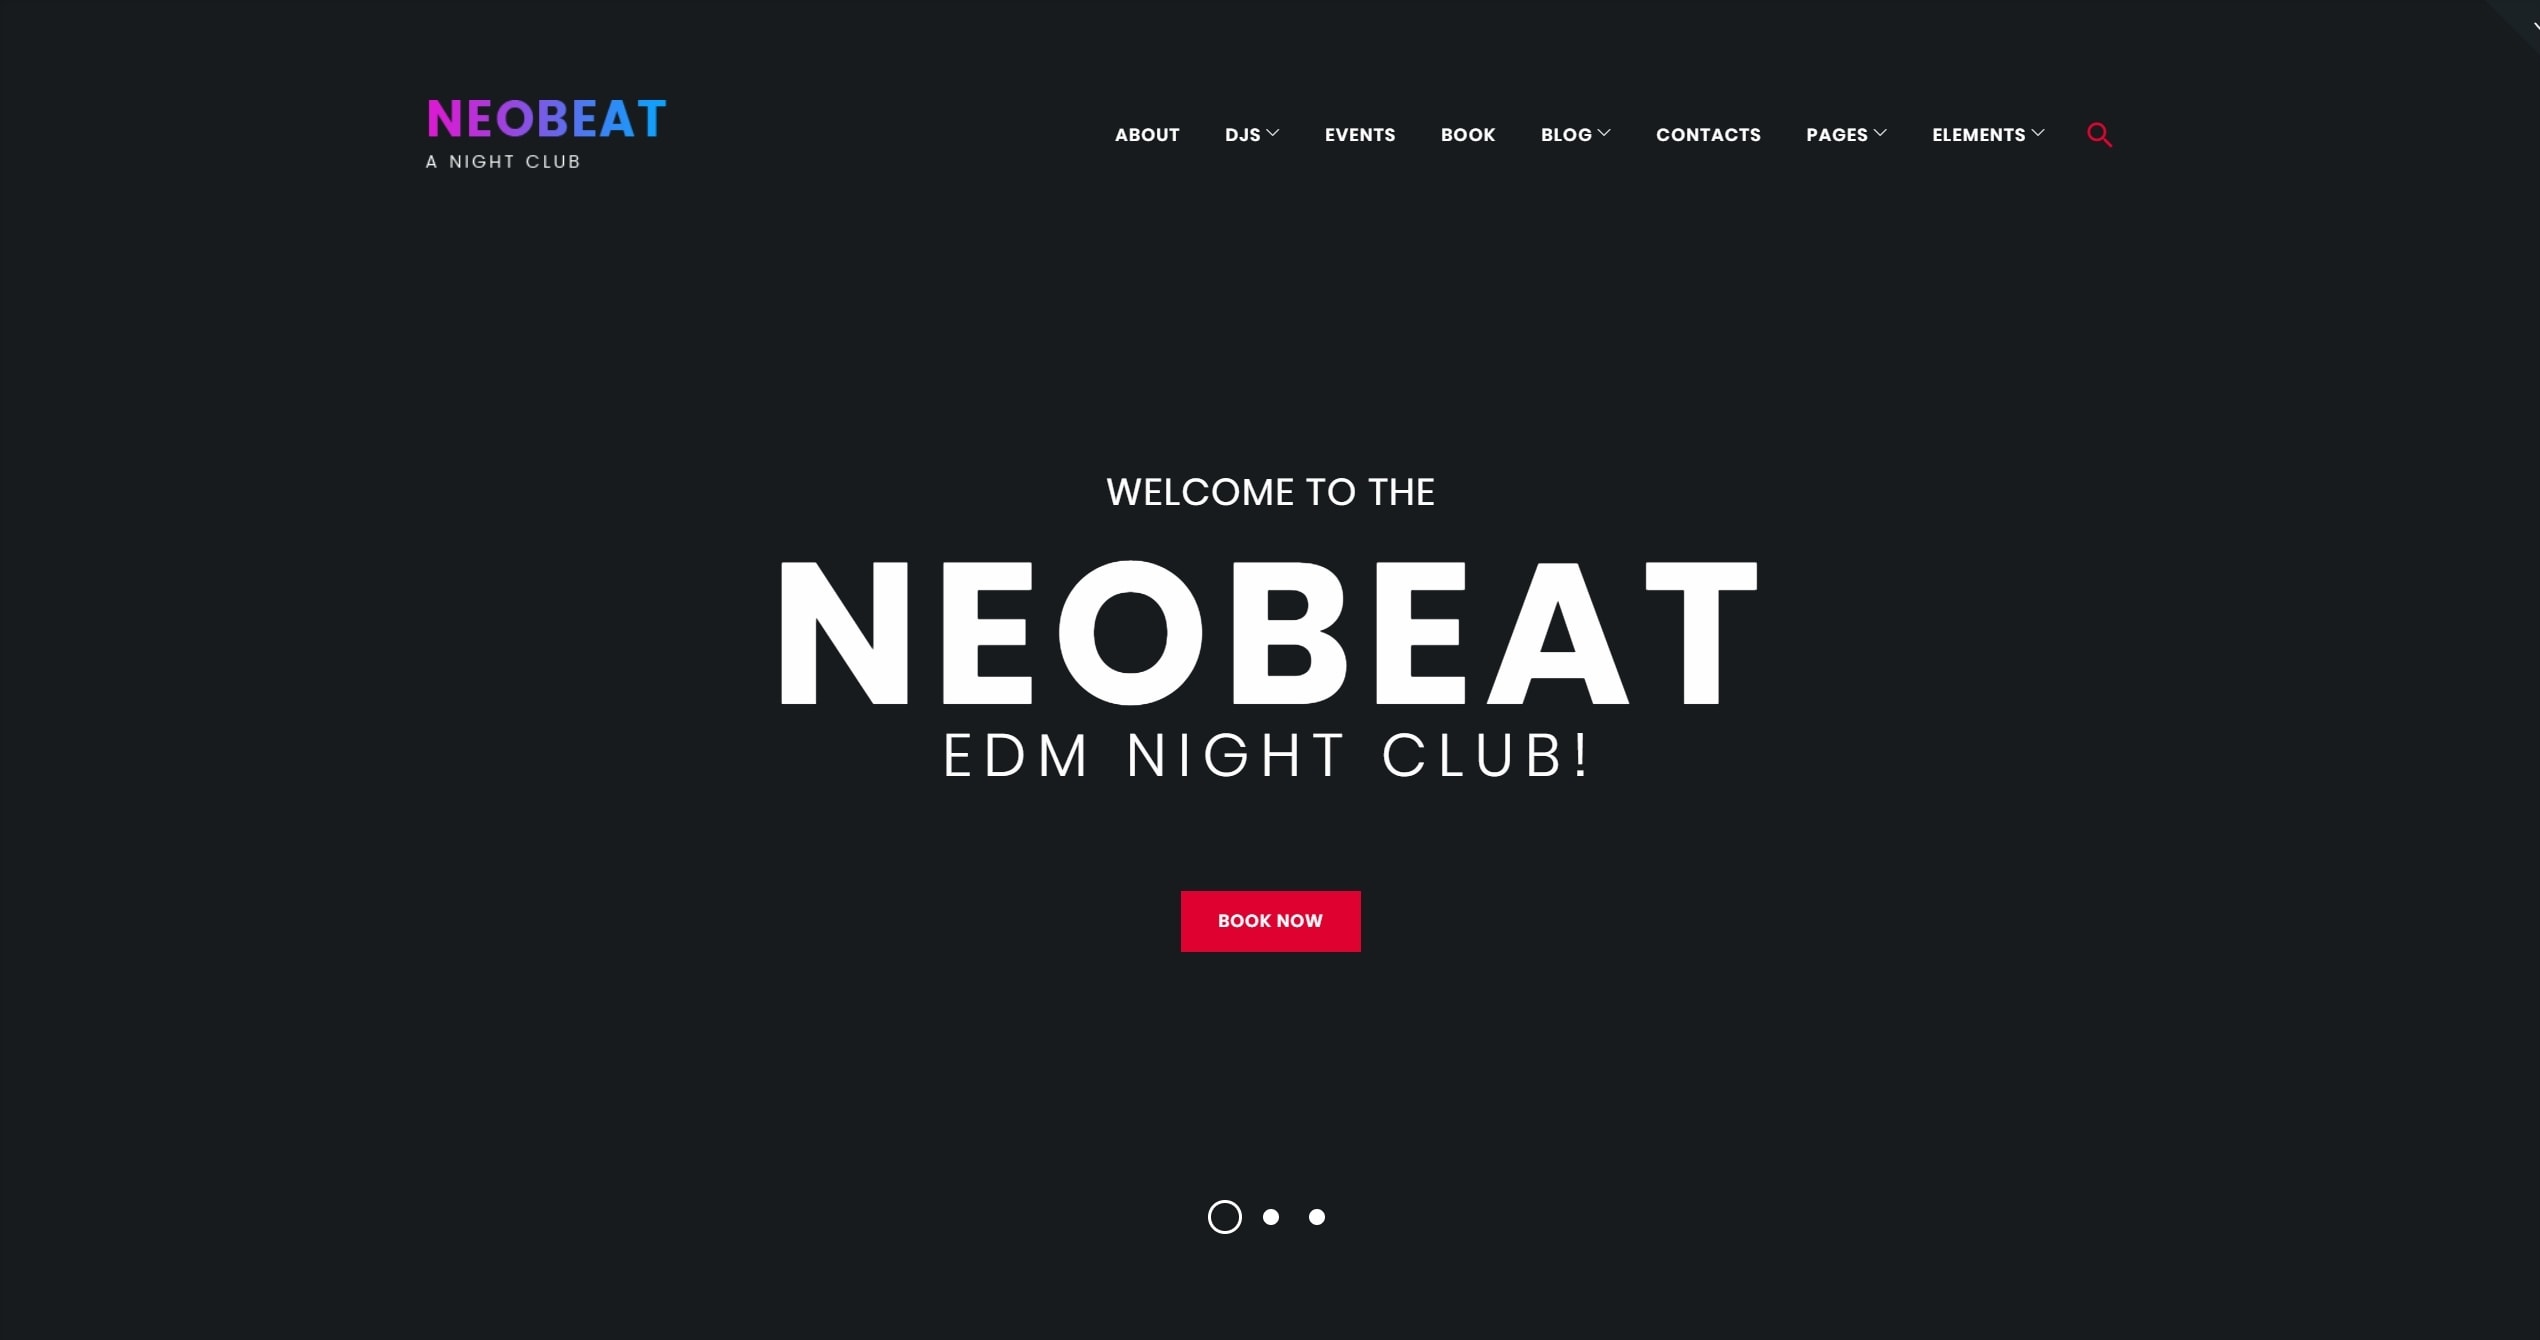 NEOBEAT
A NIGHT CLUB
ABOUT DJS EVENTS BOOK BLOG CONTACTS PAGES ELEMENTS
WELCOME TO THE
NEOBEAT
EDM NIGHT CLUB!
BOOK NOW